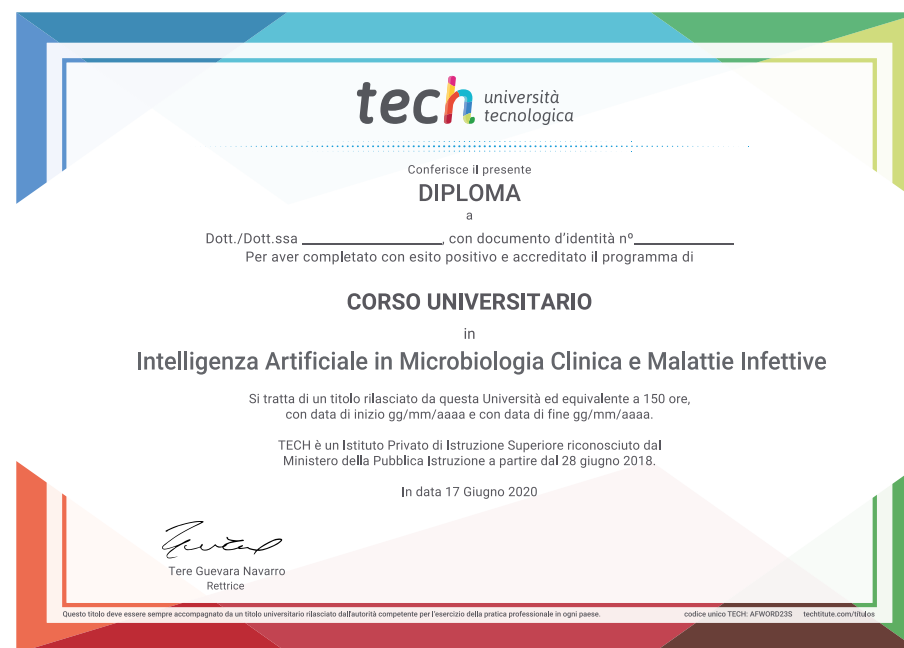 tech università
tecnologica
Conferisce il presente
DIPLOMA
a
Dott./Dott.ssa ____________________, con documento d'identità nº______________
Per aver completato con esito positivo e accreditato il programma di
CORSO UNIVERSITARIO
in
Intelligenza Artificiale in Microbiologia Clinica e Malattie Infettive
Si tratta di un titolo rilasciato da questa Università ed equivalente a 150 ore,
con data di inizio gg/mm/aaaa e con data di fine gg/mm/aaaa.
TECH è un Istituto Privato di Istruzione Superiore riconosciuto dal
Ministero della Pubblica Istruzione a partire dal 28 giugno 2018.
In data 17 Giugno 2020
Tere Guevara Navarro
Rettrice
Questo titolo deve essere sempre accompagnato da un titolo universitario rilasciato dall'autorità competente per l'esercizio della pratica professionale in ogni paese. codice unico TECH: AFWORD23S techtitute.com/títulos